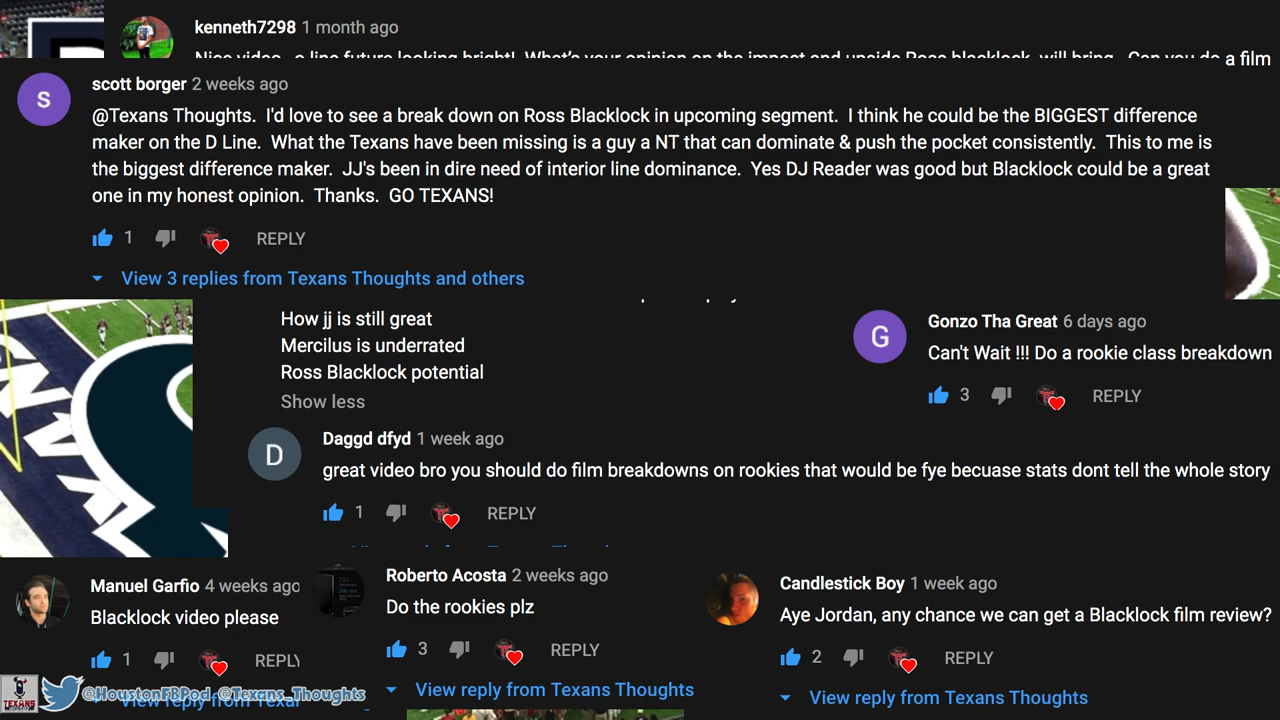 kenneth7298 1 month ago
Nice video o line future looking bright! What's your opinion on the impact and upside Ross blacklock will bring Can you do a film
S
scott borger 2 weeks ago
@Texans Thoughts. I'd love to see a break down on Ross Blacklock in upcoming segment. I think he could be the BIGGEST difference
maker on the D Line. What the Texans have been missing is a guy a NT that can dominate & push the pocket consistently. This to me is
the biggest difference maker. JJ's been in dire need of interior line dominance. Yes DJ Reader was good but Blacklock could be a great
one in my honest opinion. Thanks. GO TEXANS!
1 REPLY
View 3 replies from Texans Thoughts and others
How jj is still great
Mercilus is underrated
Ross Blacklock potential
Show less
G
Gonzo Tha Great 6 days ago
Can't Wait !!! Do a rookie class breakdown
3 REPLY
D
Daggd dfyd 1 week ago
great video bro you should do film breakdowns on rookies that would be fye becuase stats dont tell the whole story
1 REPLY
Manuel Garfio 4 weeks ago
Blacklock video please
1 REPLY
Roberto Acosta 2 weeks ago
Do the rookies plz
3 REPLY
View reply from Texans Thoughts
Candlestick Boy 1 week ago
Aye Jordan, any chance we can get a Blacklock film review?
2 REPLY
View reply from Texans Thoughts
TEXANS
@HoustonFBPod @Texans_Thoughts